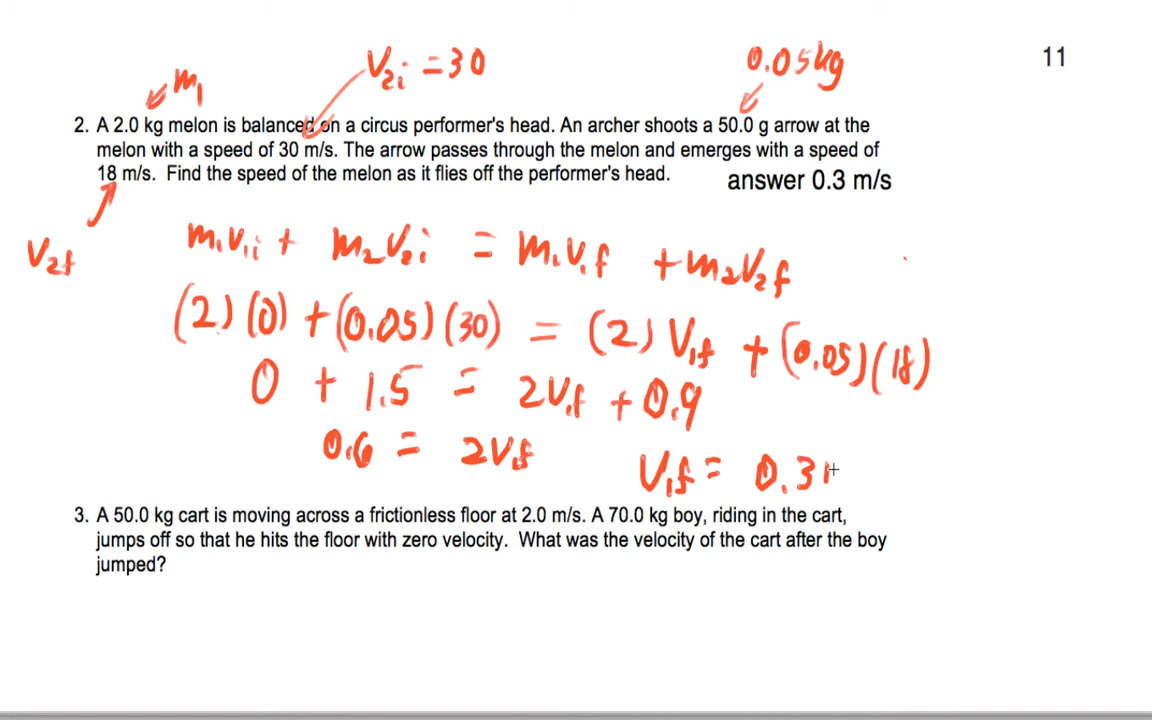 V2i = 30
0.05kg
11
m1
2. A 2.0 kg melon is balanced on a circus performer's head. An archer shoots a 50.0 g arrow at the
melon with a speed of 30 m/s. The arrow passes through the melon and emerges with a speed of
18 m/s. Find the speed of the melon as it flies off the performer's head.
answer 0.3 m/s
V2f
m1v1i + m2v2i = m1v1f + m2v2f
(2)(0) + (0.05)(30) = (2) V1f + (0.05)(18)
0 + 1.5 = 2V1f + 0.9
0.6 = 2Vf
V1f = 0.3
3. A 50.0 kg cart is moving across a frictionless floor at 2.0 m/s. A 70.0 kg boy, riding in the cart,
jumps off so that he hits the floor with zero velocity. What was the velocity of the cart after the boy
jumped?